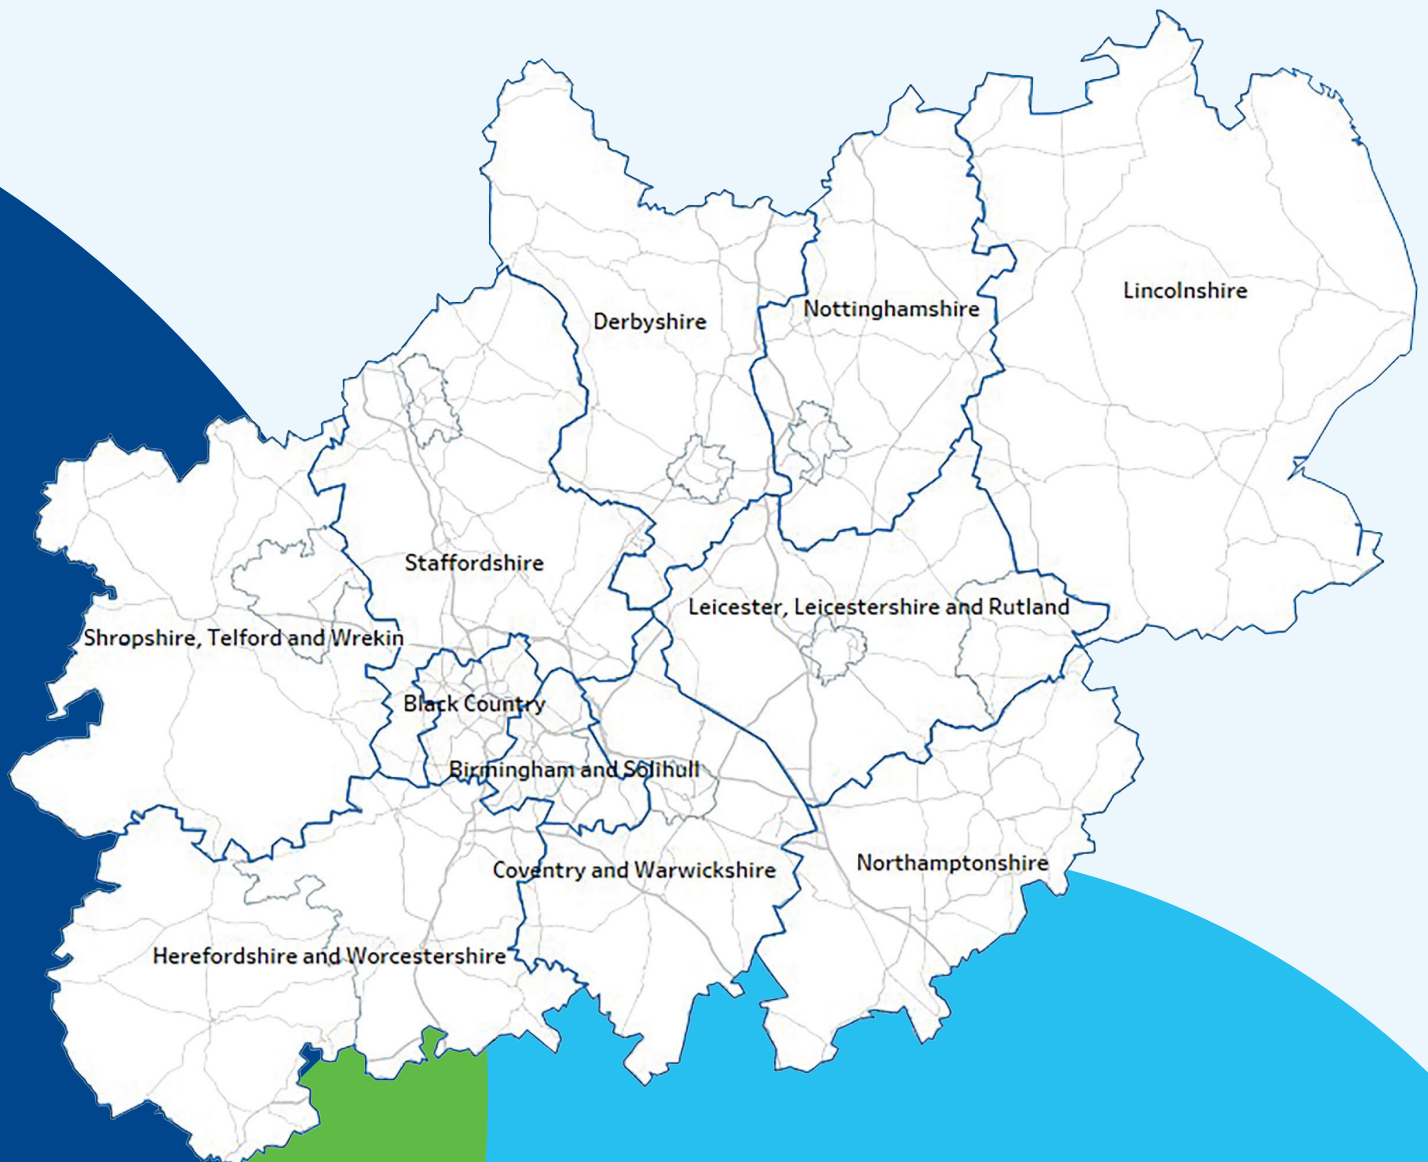 Lincolnshire
Nottinghamshire
Derbyshire
Staffordshire
Leicester, Leicestershire and Rutland
Shropshire, Telford and Wrekin
Black Country
Birmingham and Solihull
Northamptonshire
Coventry and Warwickshire
Herefordshire and Worcestershire